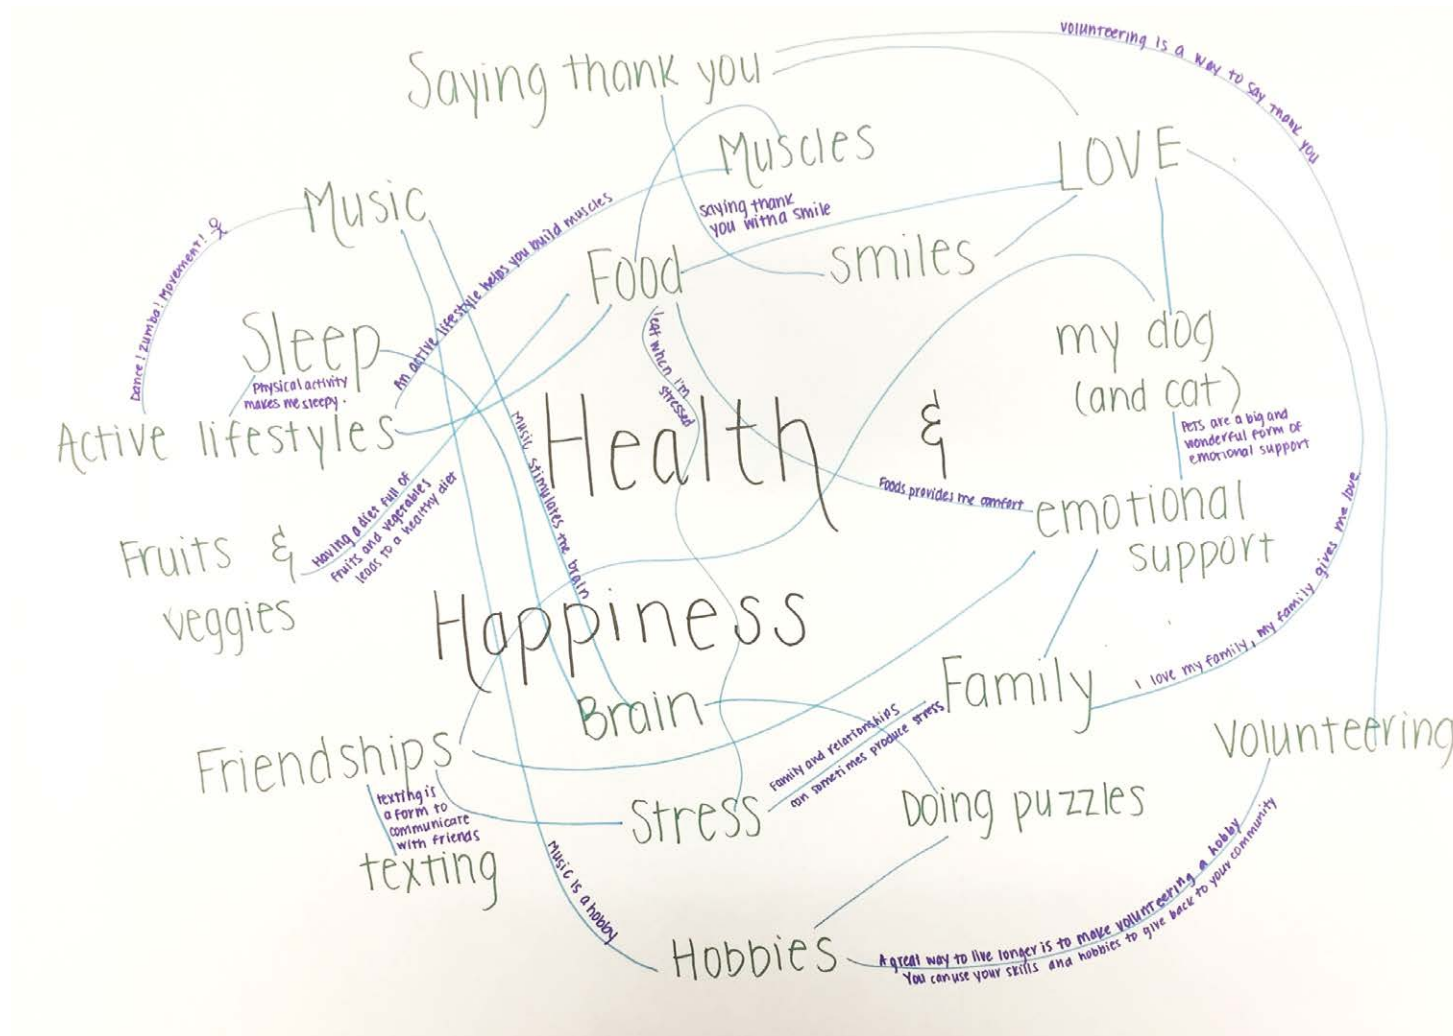 volunteering is a way to say thank you
Saying thank you
Muscles
LOVE
Music
saying thank
you with a smile
Dance! Zumba! Movement!
An active lifestyle helps you build muscles
Food
smiles
Sleep
Physical activity
makes me sleepy.
I eat when I'm
stressed
my dog
(and cat)
Active lifestyles
Music stimulates the brain
Health &
Pets are a big and
wonderful form of
emotional support
Having a diet full of
fruits and vegetables
leads to a healthy diet
Foods provides me comfort
emotional
support
Fruits &
veggies
Happiness
I love my family, my family gives me love
Brain
Family
Volunteering
Friendships
Family and relationships
can sometimes produce stress
texting is
a form to
communicate
with friends
Stress
Doing puzzles
texting
Music is a hobby
Hobbies
A great way to live longer is to make volunteering a hobby
You can use your skills and hobbies to give back to your community